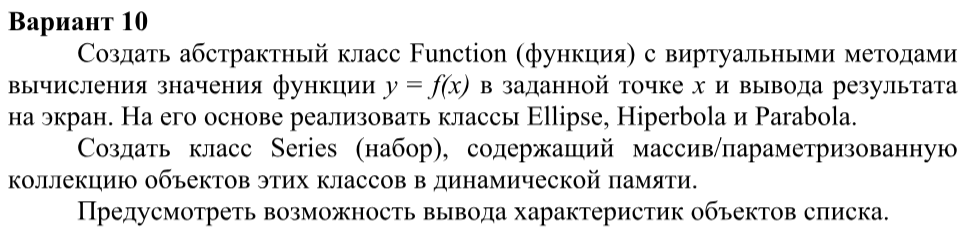 Вариант 10
Создать абстрактный класс Function (функция) с виртуальными методами
вычисления значения функции y = f(x) в заданной точке x и вывода результата
на экран. На его основе реализовать классы Ellipse, Hiperbola и Parabola.
Создать класс Series (набор), содержащий массив/параметризованную
коллекцию объектов этих классов в динамической памяти.
Предусмотреть возможность вывода характеристик объектов списка.